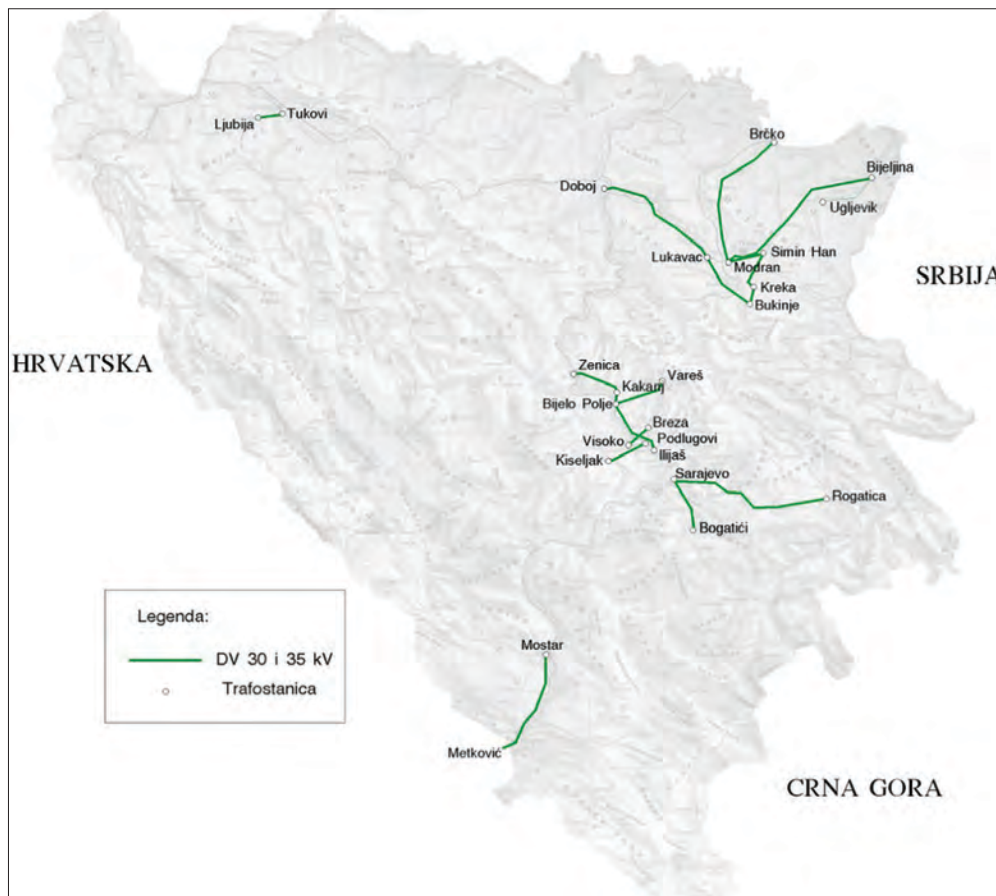 Tukovi
Ljubija
Brčko
Bijeljina
Doboj
Ugljevik
Simin Han
Lukavac
Modran
SRBIJA
Kreka
Bukinje
HRVATSKA
Zenica
Vareš
Kakanj
Bijelo Polje
Breza
Visoko
Podlugovi
Kiseljak
Ilijaš
Sarajevo
Rogatica
Bogatići
Legenda:
DV 30 i 35 kV
Trafostanica
Mostar
Metković
CRNA GORA